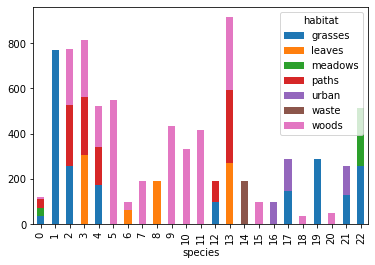 habitat
grasses
leaves
meadows
paths
urban
waste
woods
800
600
400
200
0
0 1 2 3 4 5 6 7 8 9 10 11 12 13 14 15 16 17 18 19 20 21 22
species